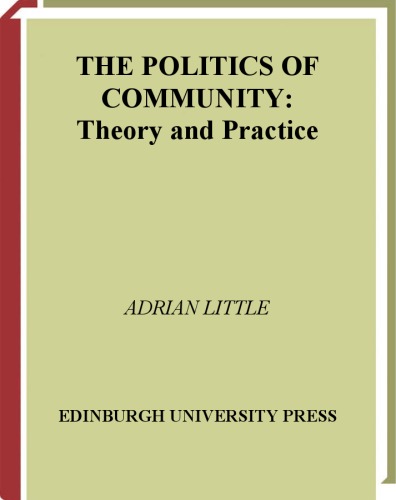 THE POLITICS OF
COMMUNITY:
Theory and Practice
ADRIAN LITTLE
EDINBURGH UNIVERSITY PRESS